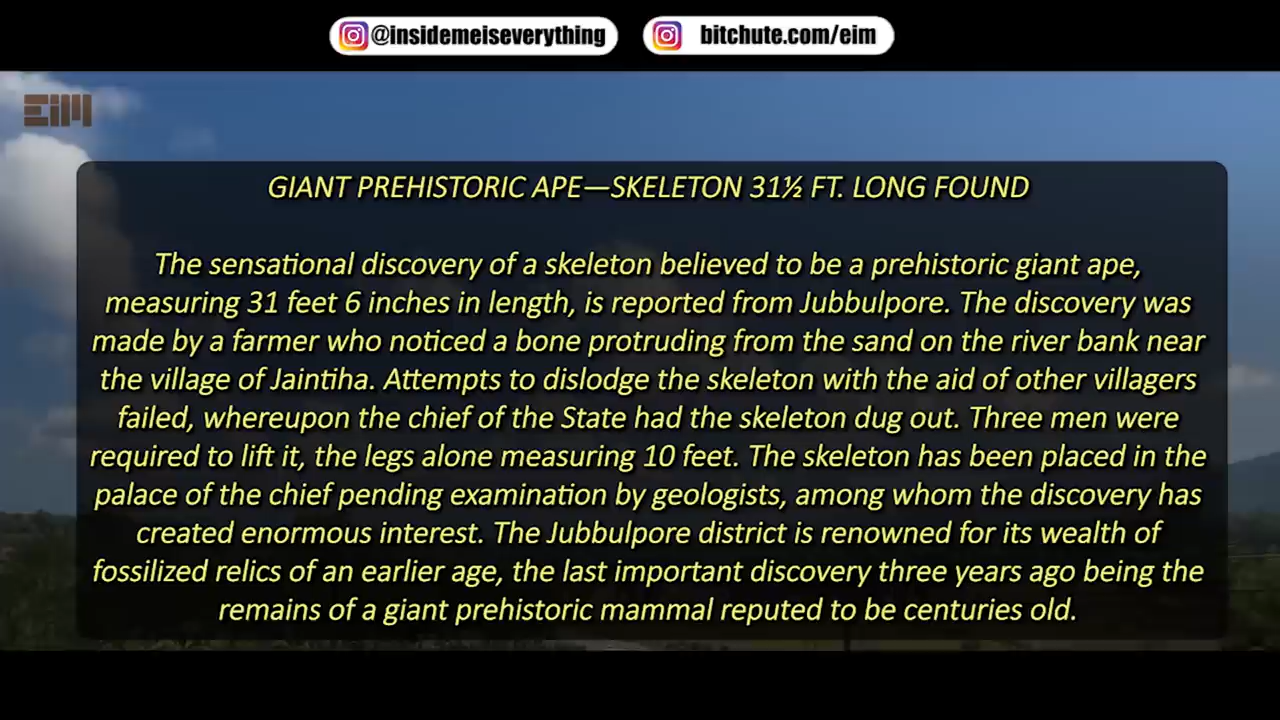 @insidemeiseverything
bitchute.com/eim
EiM
GIANT PREHISTORIC APE—SKELETON 31½ FT. LONG FOUND
The sensational discovery of a skeleton believed to be a prehistoric giant ape,
measuring 31 feet 6 inches in length, is reported from Jubbulpore. The discovery was
made by a farmer who noticed a bone protruding from the sand on the river bank near
the village of Jaintiha. Attempts to dislodge the skeleton with the aid of other villagers
failed, whereupon the chief of the State had the skeleton dug out. Three men were
required to lift it, the legs alone measuring 10 feet. The skeleton has been placed in the
palace of the chief pending examination by geologists, among whom the discovery has
created enormous interest. The Jubbulpore district is renowned for its wealth of
fossilized relics of an earlier age, the last important discovery three years ago being the
remains of a giant prehistoric mammal reputed to be centuries old.